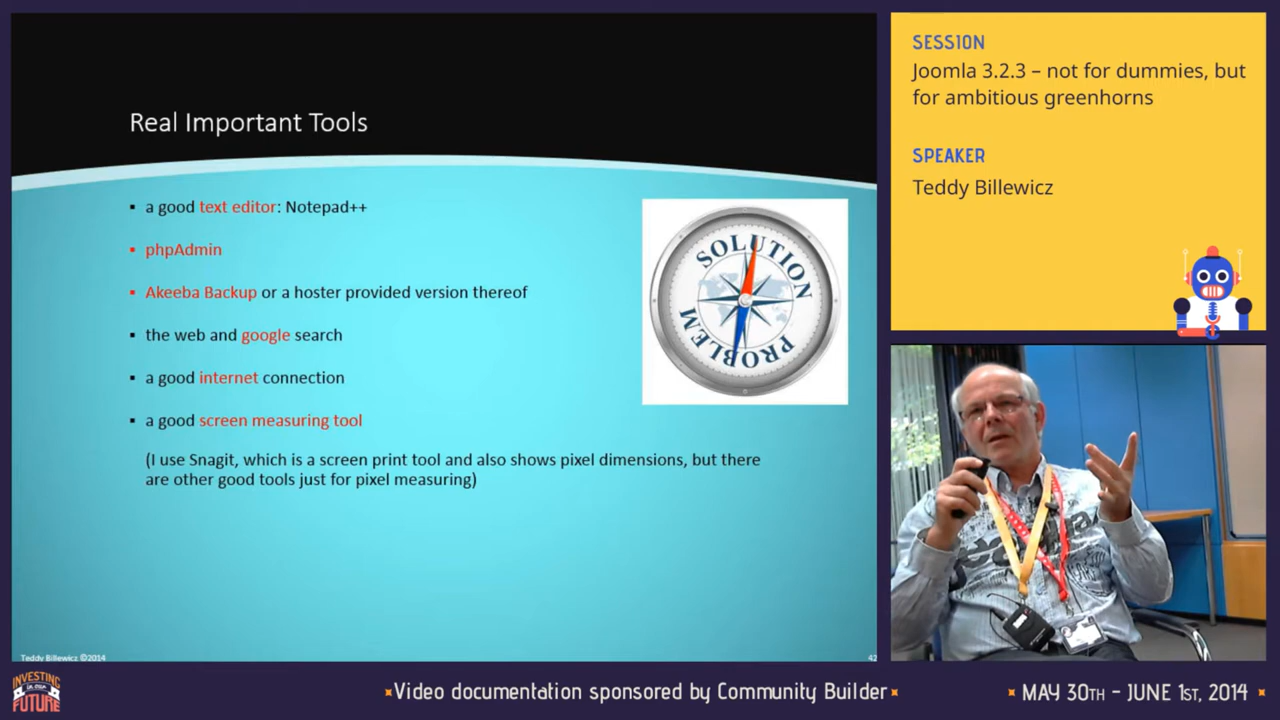 Real Important Tools
▪ a good text editor: Notepad++
▪ phpAdmin
▪ Akeeba Backup or a hoster provided version thereof
▪ the web and google search
▪ a good internet connection
▪ a good screen measuring tool
(I use Snagit, which is a screen print tool and also shows pixel dimensions, but there
are other good tools just for pixel measuring)
SOLUTION
PROBLEM
Teddy Billewicz ©2014
42
SESSION
Joomla 3.2.3 – not for dummies, but
for ambitious greenhorns
SPEAKER
Teddy Billewicz
INVESTING
IN OUR
FUTURE
Video documentation sponsored by Community Builder
MAY 30TH - JUNE 1ST, 2014